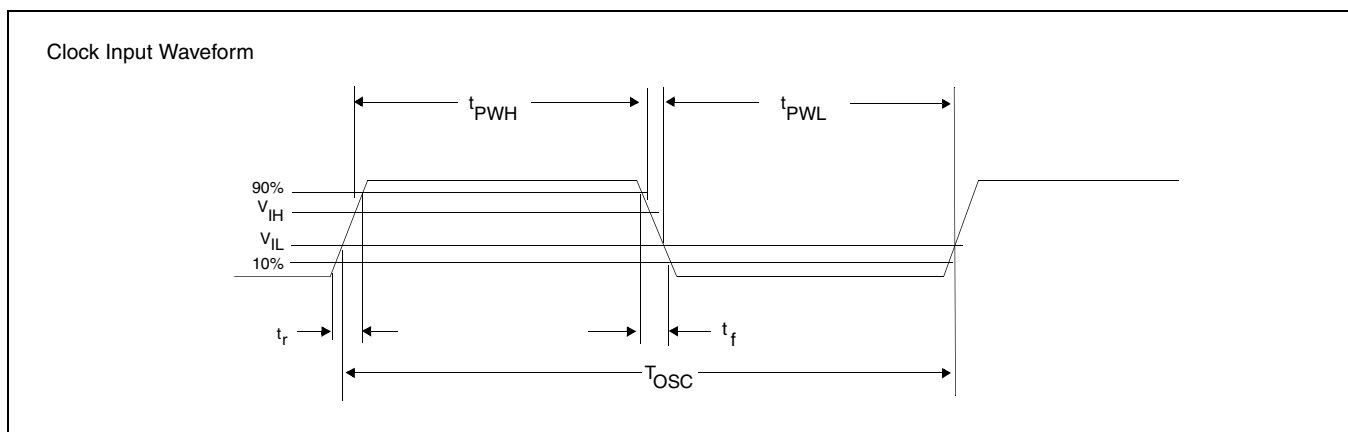 Clock Input Waveform
tPWH
tPWL
90%
VIH
VIL
10%
tr
tf
TOSC